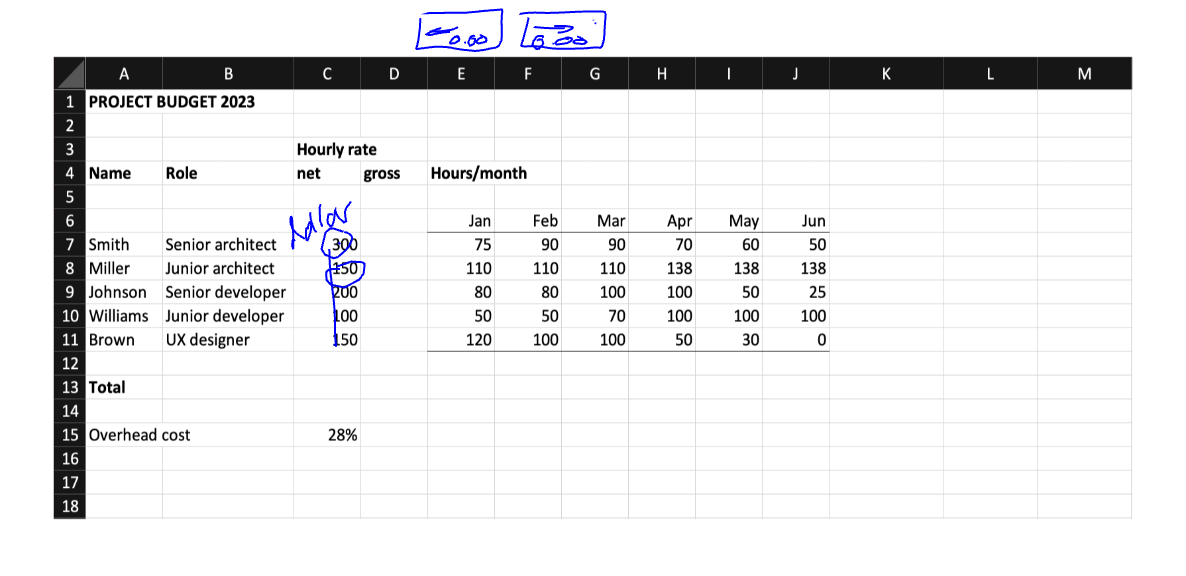 ←0.00 →0.00
A B C D E F G H I J K L M
1 PROJECT BUDGET 2023
2
3 Hourly rate
4 Name Role net gross Hours/month
5
6 Jan Feb Mar Apr May Jun
7 Smith Senior architect 300 75 90 90 70 60 50
8 Miller Junior architect 150 110 110 110 138 138 138
9 Johnson Senior developer 200 80 80 100 100 50 25
10 Williams Junior developer 100 50 50 70 100 100 100
11 Brown UX designer 150 120 100 100 50 30 0
12
13 Total
14
15 Overhead cost 28%
16
17
18